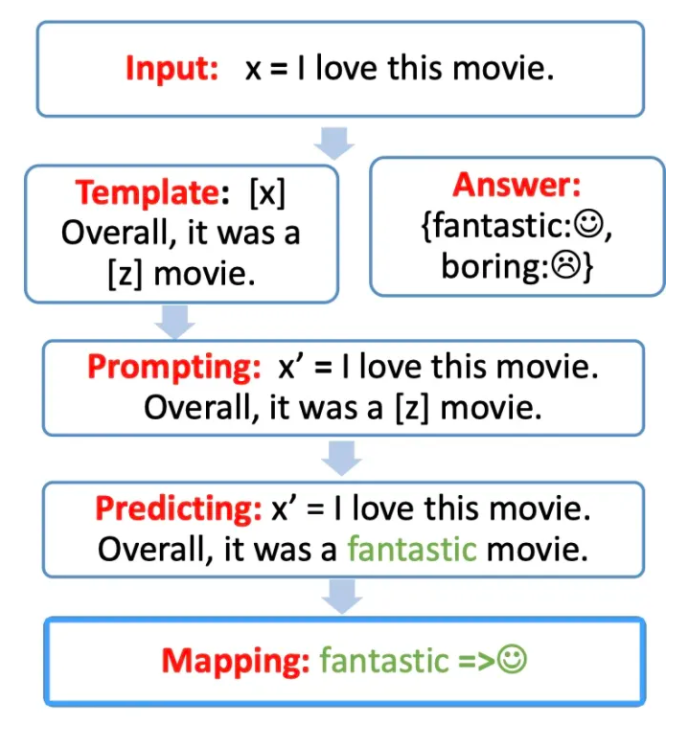 Input: x = I love this movie.
Template: [x]
Overall, it was a
[z] movie.
Answer:
{fantastic:☺,
boring:☹}
Prompting: x′ = I love this movie.
Overall, it was a [z] movie.
Predicting: x′ = I love this movie.
Overall, it was a fantastic movie.
Mapping: fantastic =>☺